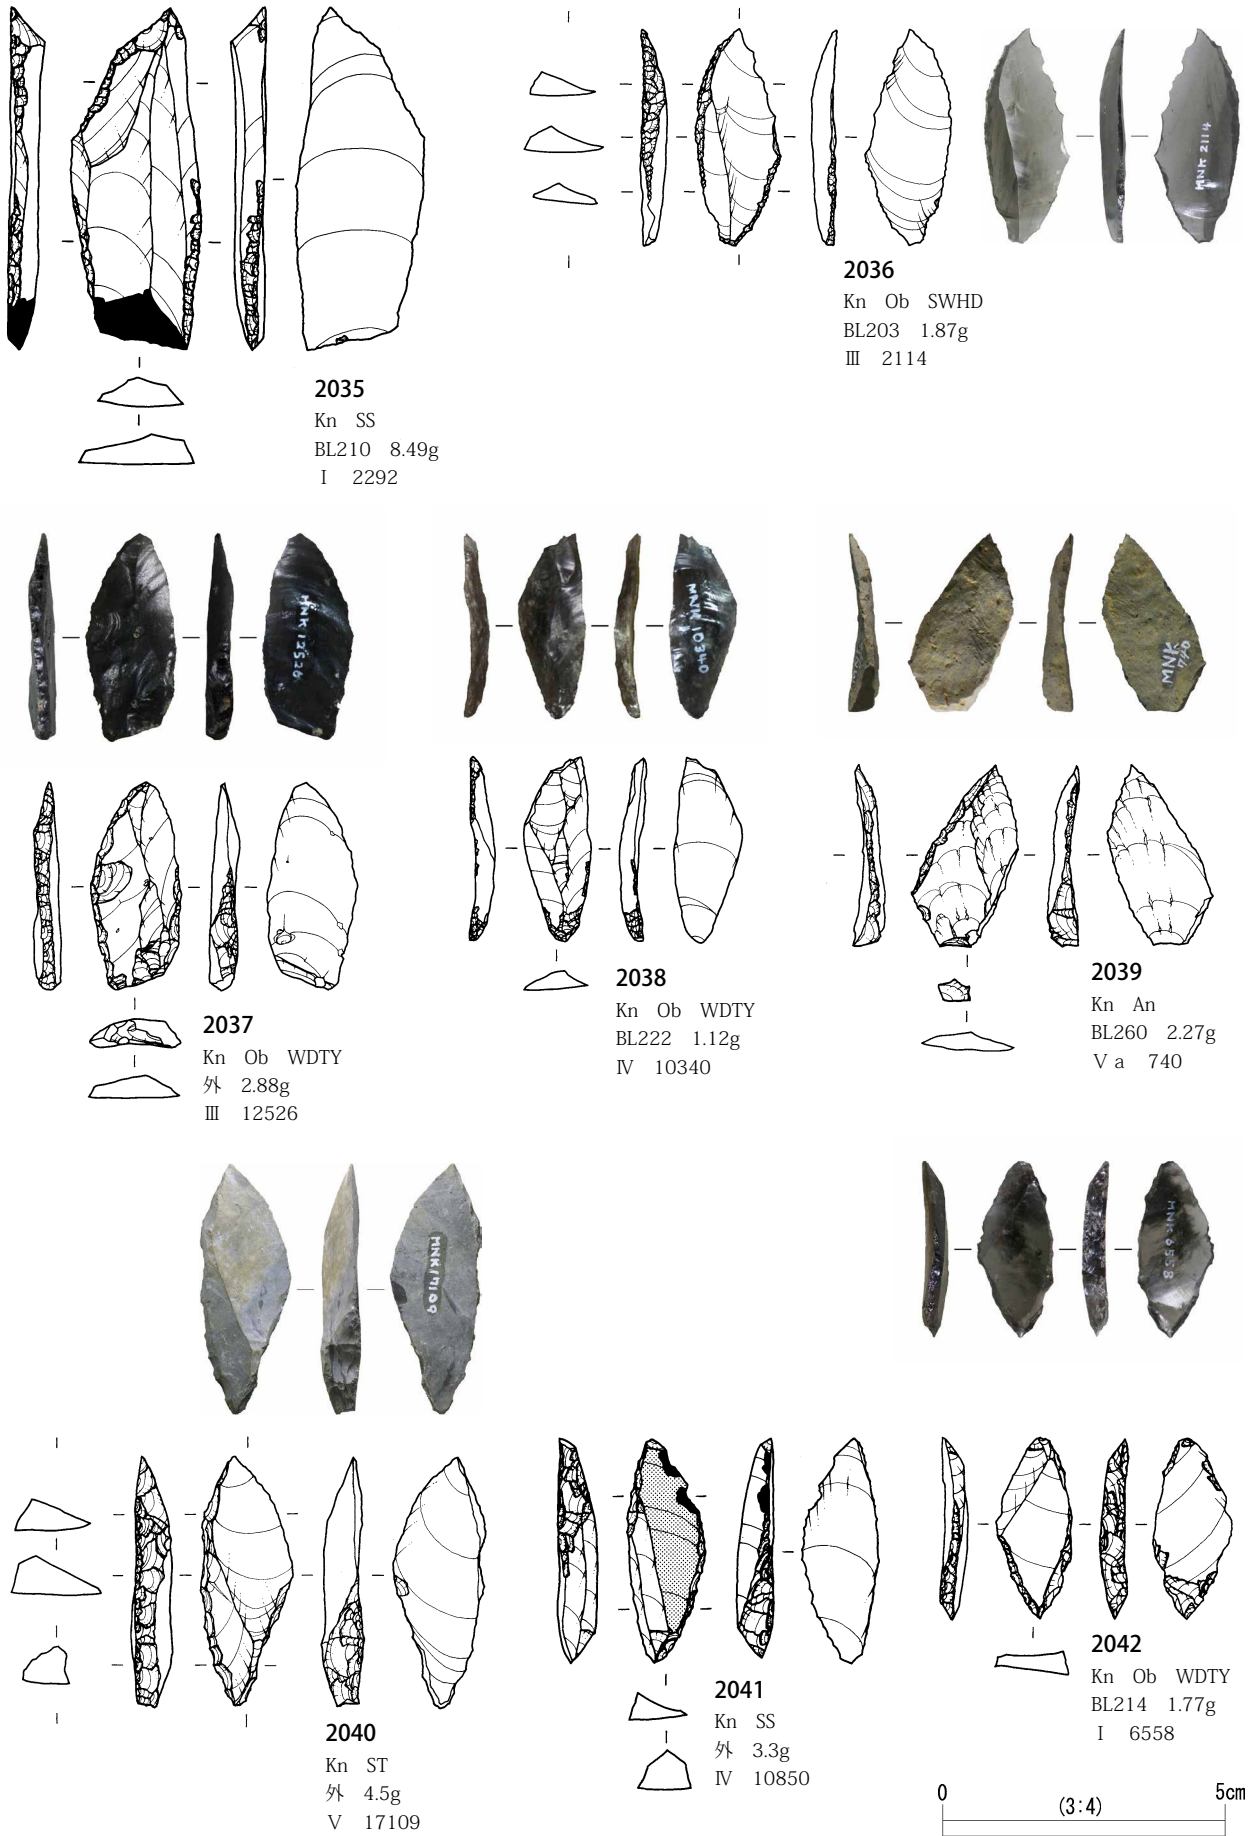 MNK 2114
2036
Kn Ob SWHD
BL203 1.87g
Ⅲ 2114
2035
Kn SS
BL210 8.49g
Ⅰ 2292
MNK 12526
MNK 10340
MNK
740
2037
Kn Ob WDTY
外 2.88g
Ⅲ 12526
2038
Kn Ob WDTY
BL222 1.12g
Ⅳ 10340
2039
Kn An
BL260 2.27g
Ⅴa 740
MNK17109
MNK6558
2040
Kn ST
外 4.5g
Ⅴ 17109
2041
Kn SS
外 3.3g
Ⅳ 10850
2042
Kn Ob WDTY
BL214 1.77g
Ⅰ 6558
0 (3:4) 5cm